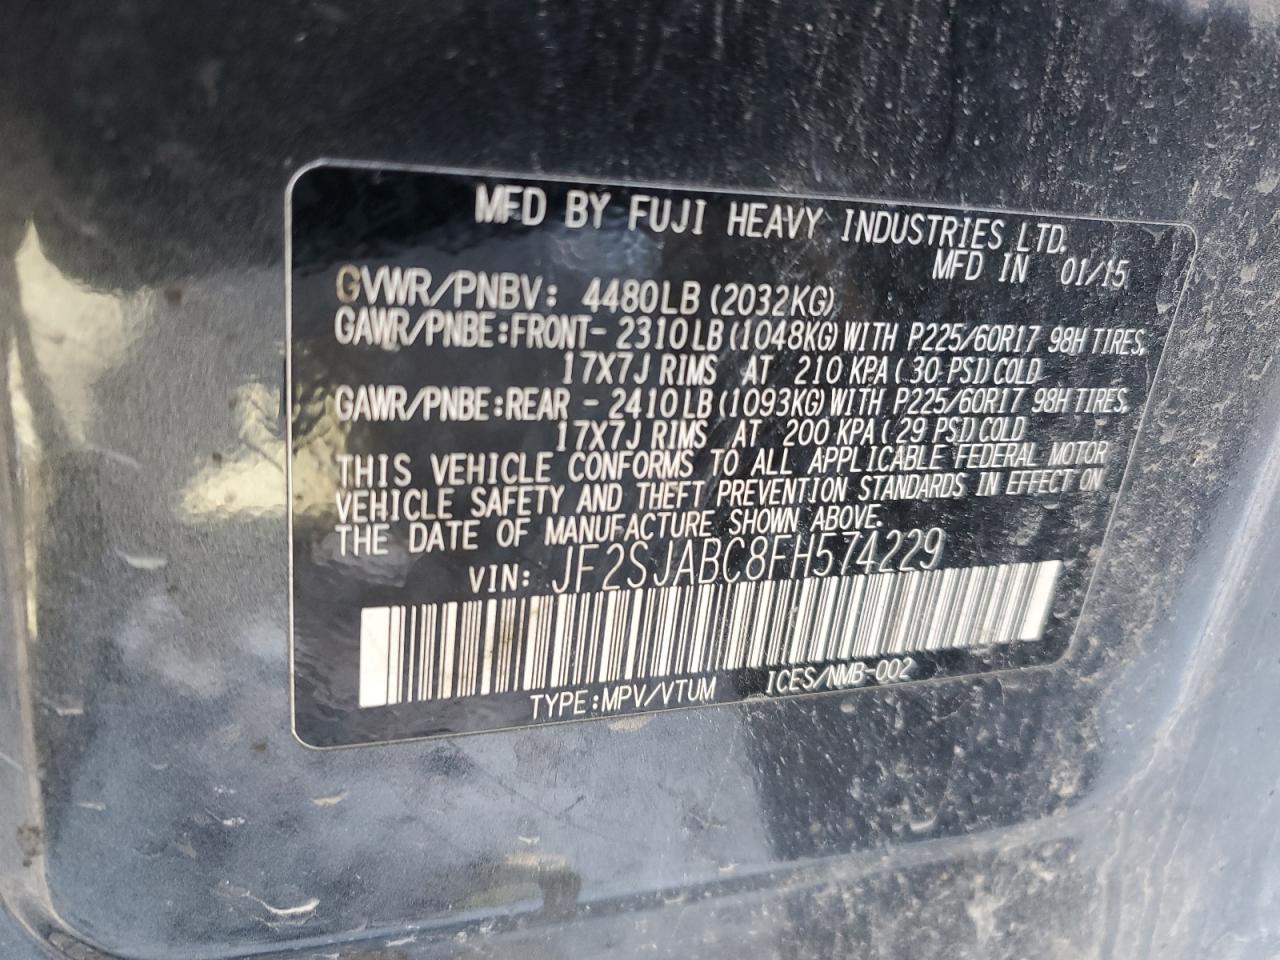 MFD BY FUJI HEAVY INDUSTRIES LTD.
MFD IN 01/15
GVWR/PNBV: 4480LB (2032KG)
GAWR/PNBE:FRONT- 2310LB (1048KG) WITH P225/60R17 98H TIRES,
17X7J RIMS AT 210 KPA ( 30 PSI) COLD
GAWR/PNBE:REAR - 2410LB (1093KG) WITH P225/60R17 98H TIRES,
17X7J RIMS AT 200 KPA ( 29 PSI) COLD
THIS VEHICLE CONFORMS TO ALL APPLICABLE FEDERAL MOTOR
VEHICLE SAFETY AND THEFT PREVENTION STANDARDS IN EFFECT ON
THE DATE OF MANUFACTURE SHOWN ABOVE.
VIN: JF2SJABC8FH574229
TYPE:MPV/VTUM ICES/NMB-002